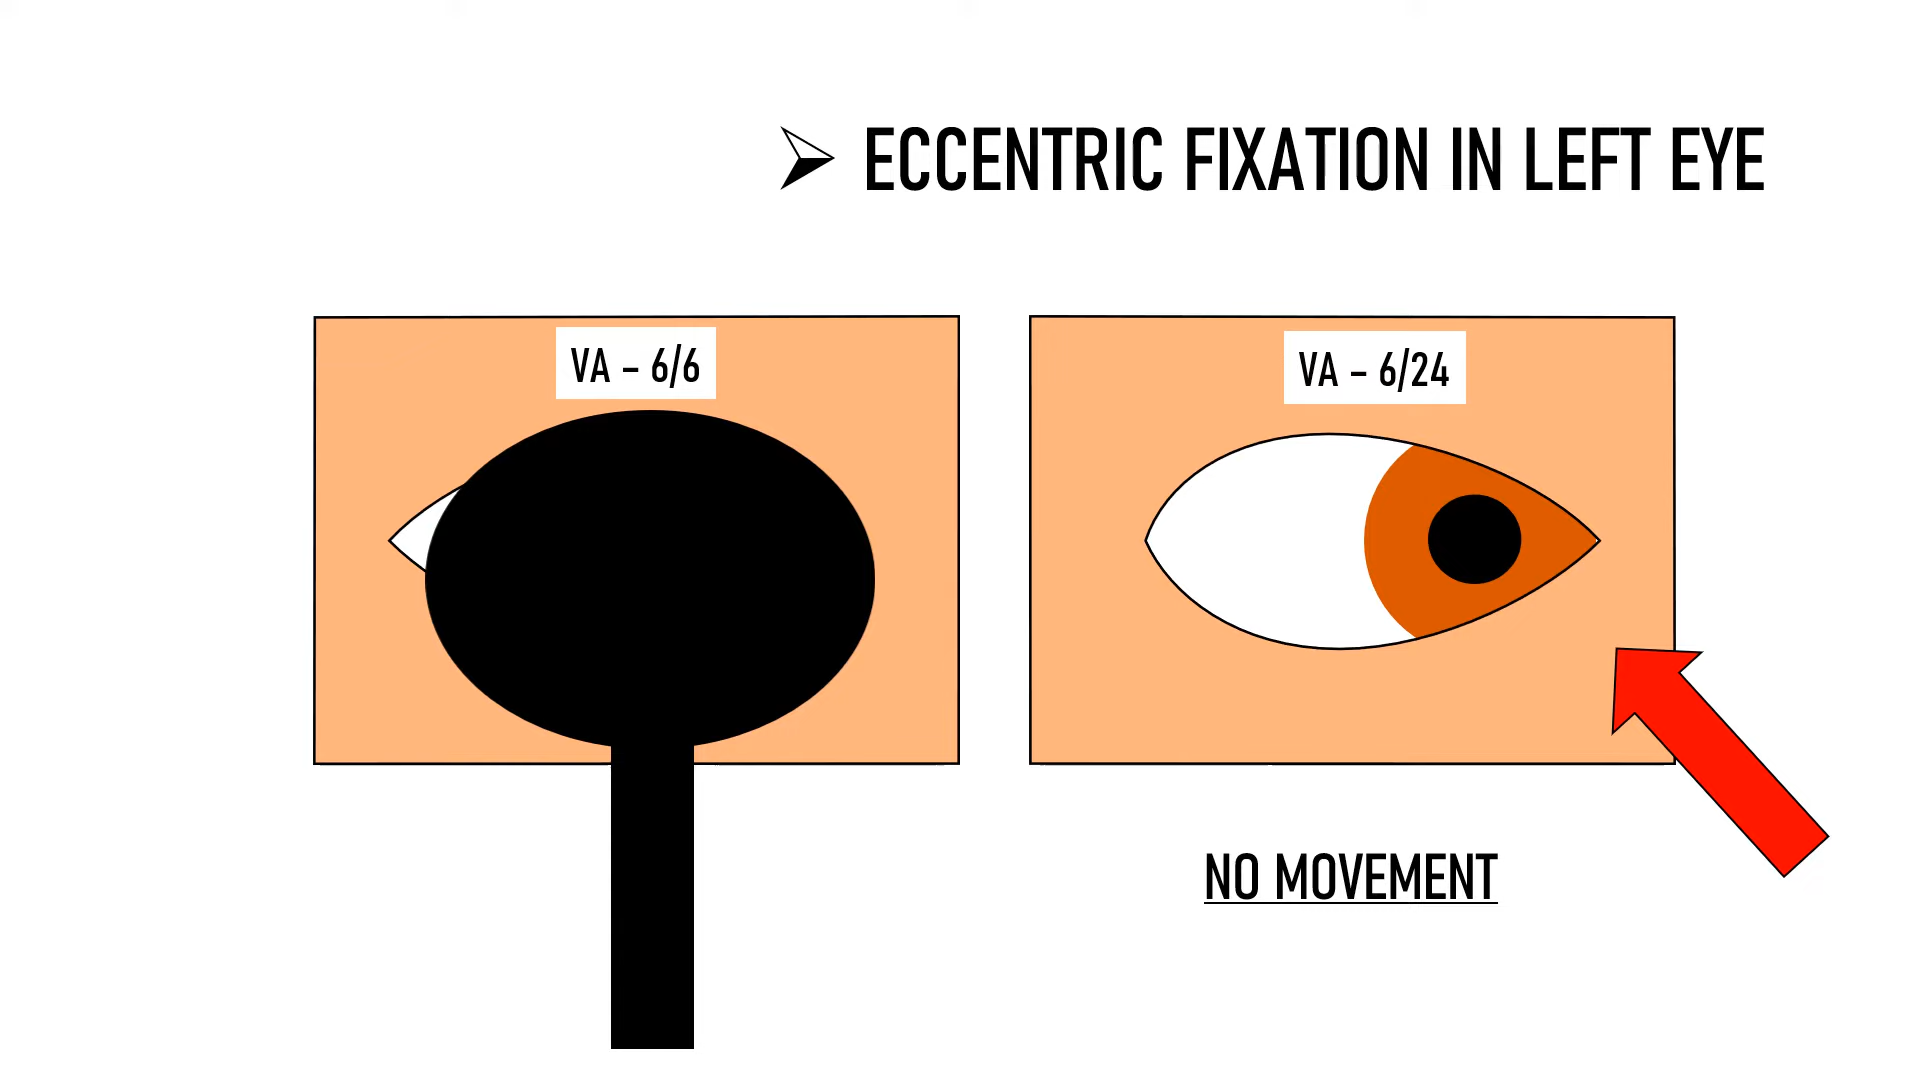 ECCENTRIC FIXATION IN LEFT EYE
VA – 6/6
VA – 6/24
NO MOVEMENT